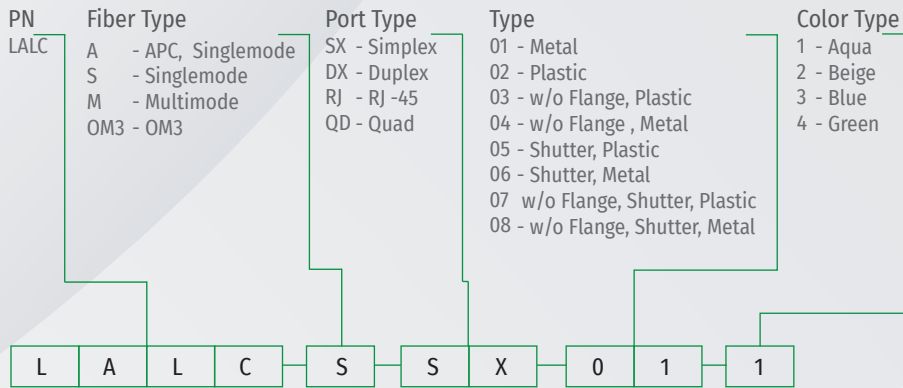 PN
LALC
Fiber Type
A - APC, Singlemode
S - Singlemode
M - Multimode
OM3 - OM3
Port Type
SX - Simplex
DX - Duplex
RJ - RJ -45
QD - Quad
Type
01 - Metal
02 - Plastic
03 - w/o Flange, Plastic
04 - w/o Flange , Metal
05 - Shutter, Plastic
06 - Shutter, Metal
07 w/o Flange, Shutter, Plastic
08 - w/o Flange, Shutter, Metal
Color Type
1 - Aqua
2 - Beige
3 - Blue
4 - Green
L A L C S S X 0 1 1